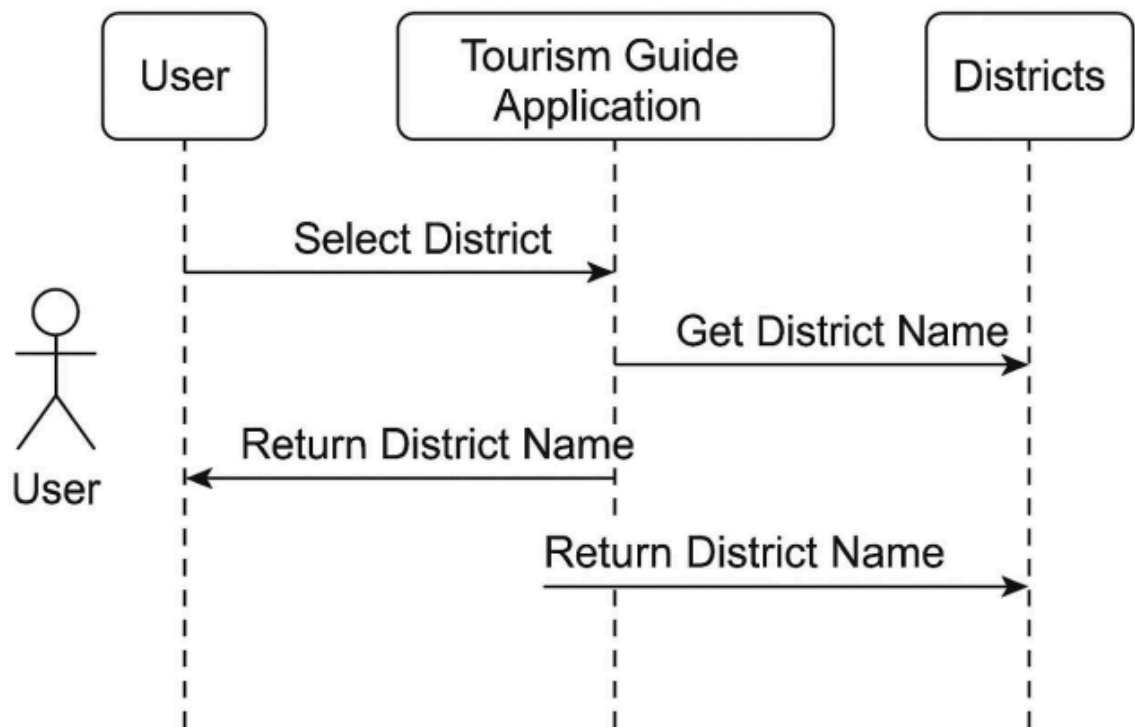 User
Tourism Guide
Application
Districts
Select District
Get District Name
Return District Name
User
Return District Name